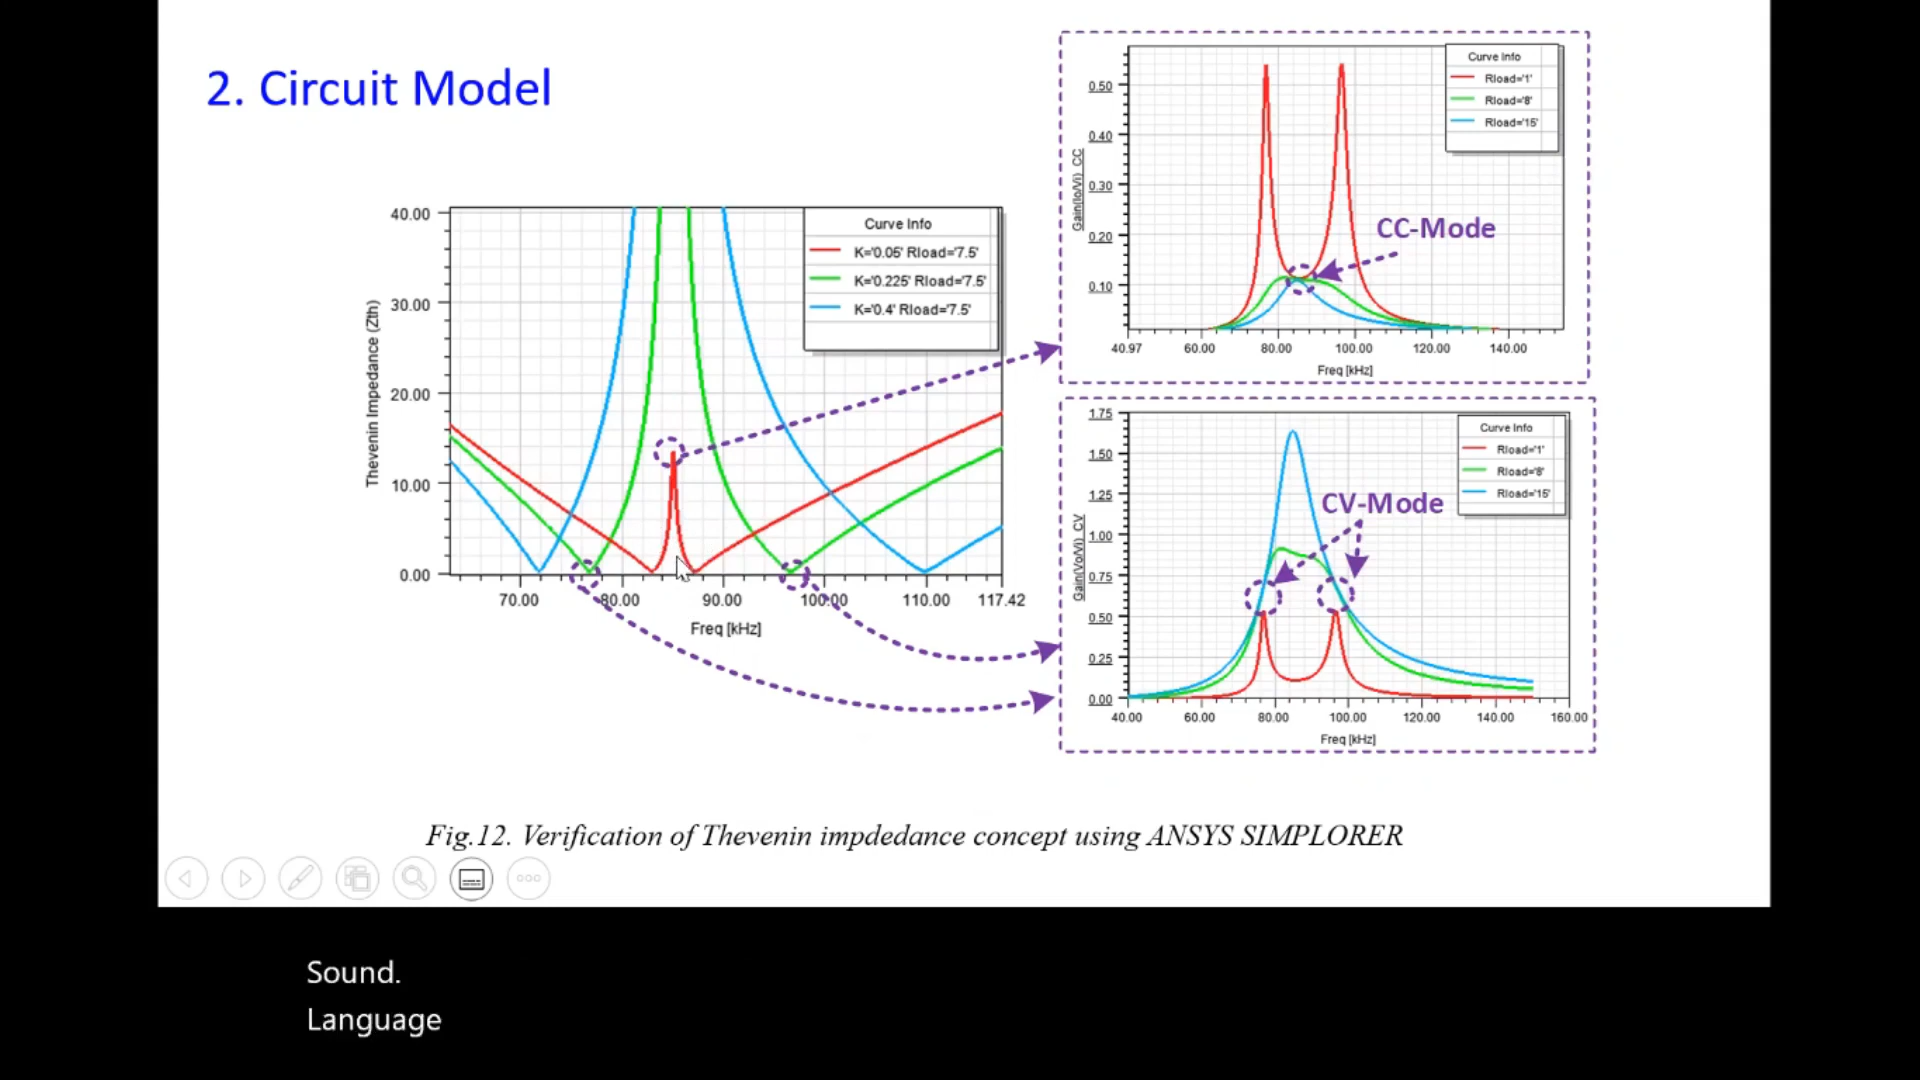 2. Circuit Model
40.00
30.00
20.00
10.00
0.00
Thevenin Impedance (Zth)
Curve Info
K='0.05' Rload='7.5'
K='0.225' Rload='7.5'
K='0.4' Rload='7.5'
70.00 80.00 90.00 100.00 110.00 117.42
Freq [kHz]
0.50
0.40
0.30
0.20
0.10
Gain(Io/Vi)_CC
Curve Info
Rload='1'
Rload='8'
Rload='15'
CC-Mode
40.97 60.00 80.00 100.00 120.00 140.00
Freq [kHz]
1.75
1.50
1.25
1.00
0.75
0.50
0.25
0.00
Gain(Vo/Vi)_CV
Curve Info
Rload='1'
Rload='8'
Rload='15'
CV-Mode
40.00 60.00 80.00 100.00 120.00 140.00 160.00
Freq [kHz]
Fig.12. Verification of Thevenin impdedance concept using ANSYS SIMPLORER
Sound.
Language